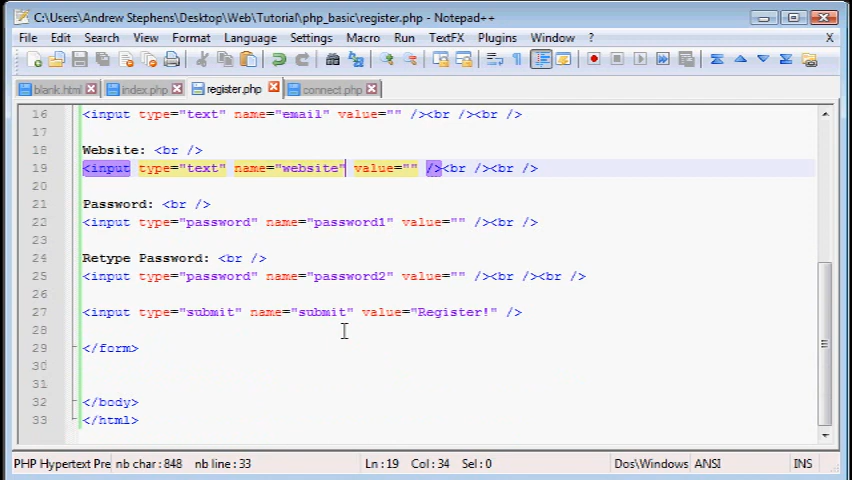 C:\Users\Andrew Stephens\Desktop\Web\Tutorial\php_basic\register.php - Notepad++
File Edit Search View Format Language Settings Macro Run TextFX Plugins Window ? X
blank.html index.php register.php connect.php
16 <input type="text" name="email" value="" /><br /><br />
17
18 Website: <br />
19 <input type="text" name="website" value="" /><br /><br />
20
21 Password: <br />
22 <input type="password" name="password1" value="" /><br />
23
24 Retype Password: <br />
25 <input type="password" name="password2" value="" /><br /><br />
26
27 <input type="submit" name="submit" value="Register!" />
28
29 </form>
30
31
32 </body>
33 </html>
PHP Hypertext Pre nb char : 848 nb line : 33 Ln : 19 Col : 34 Sel : 0 Dos\Windows ANSI INS